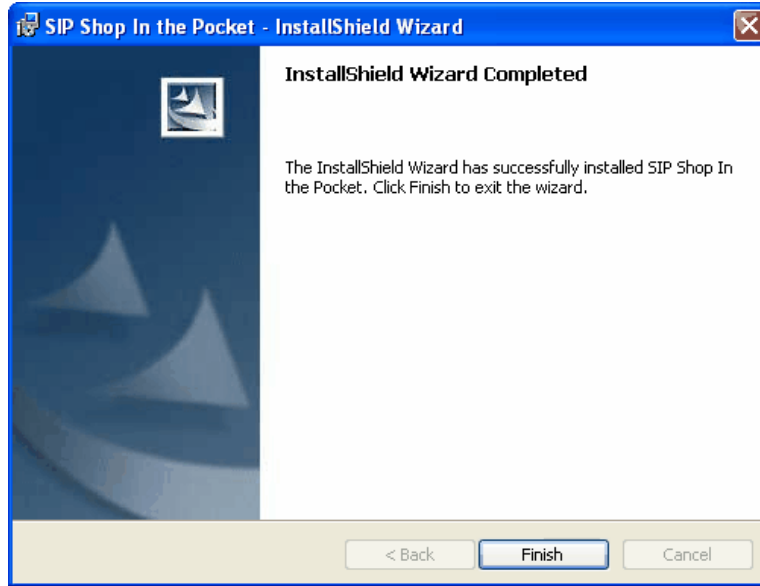 SIP Shop In the Pocket - InstallShield Wizard
InstallShield Wizard Completed
The InstallShield Wizard has successfully installed SIP Shop In
the Pocket. Click Finish to exit the wizard.
< Back Finish Cancel